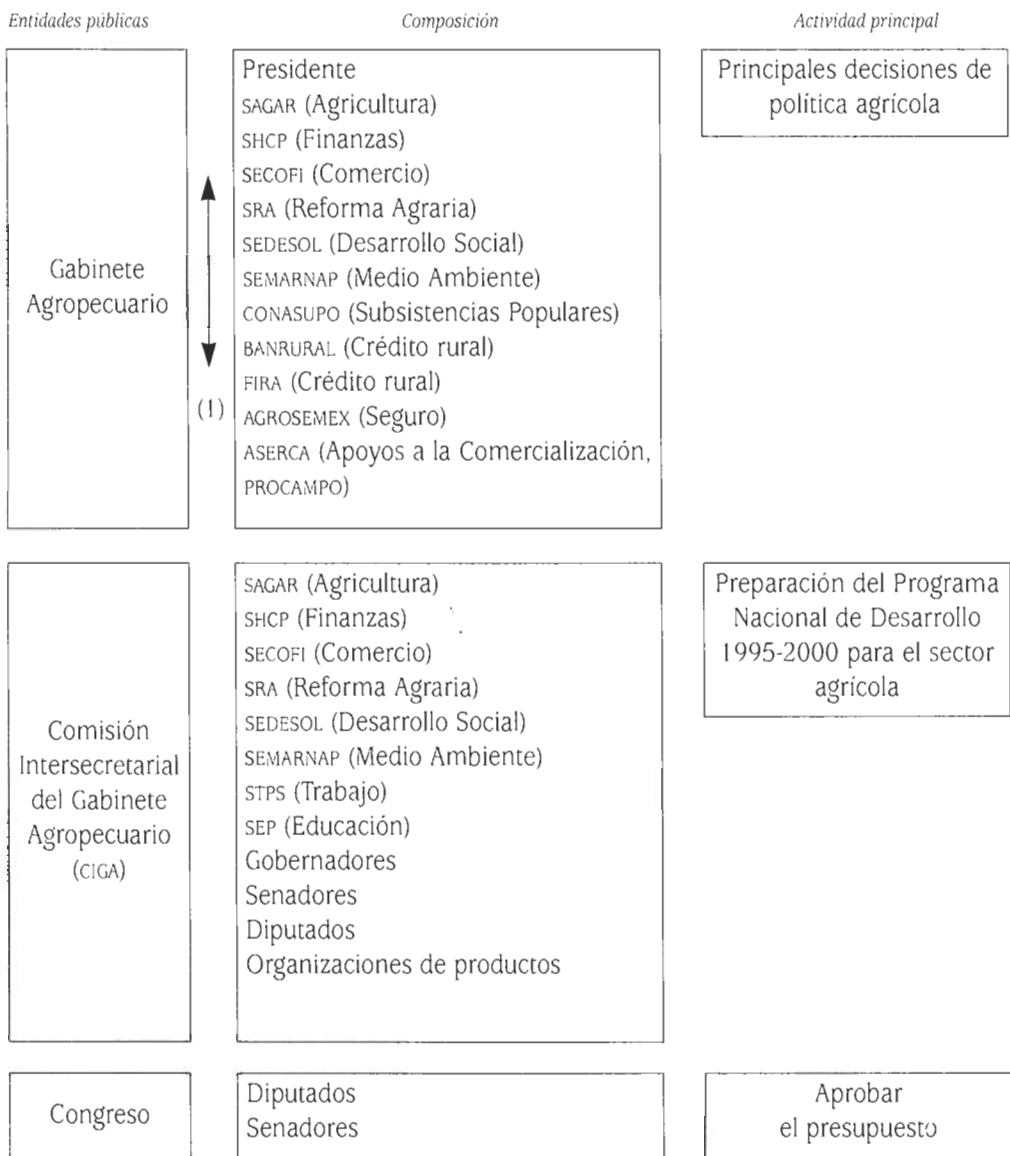 Entidades públicas
Composición
Actividad principal
Gabinete
Agropecuario
(1)
Presidente
SAGAR (Agricultura)
SHCP (Finanzas)
SECOFI (Comercio)
SRA (Reforma Agraria)
SEDESOL (Desarrollo Social)
SEMARNAP (Medio Ambiente)
CONASUPO (Subsistencias Populares)
BANRURAL (Crédito rural)
FIRA (Crédito rural)
AGROSEMEX (Seguro)
ASERCA (Apoyos a la Comercialización,
PROCAMPO)
Principales decisiones de
política agrícola
Comisión
Intersecretarial
del Gabinete
Agropecuario
(CIGA)
SAGAR (Agricultura)
SHCP (Finanzas)
SECOFI (Comercio)
SRA (Reforma Agraria)
SEDESOL (Desarrollo Social)
SEMARNAP (Medio Ambiente)
STPS (Trabajo)
SEP (Educación)
Gobernadores
Senadores
Diputados
Organizaciones de productos
Preparación del Programa
Nacional de Desarrollo
1995-2000 para el sector
agrícola
Congreso
Diputados
Senadores
Aprobar
el presupuesto